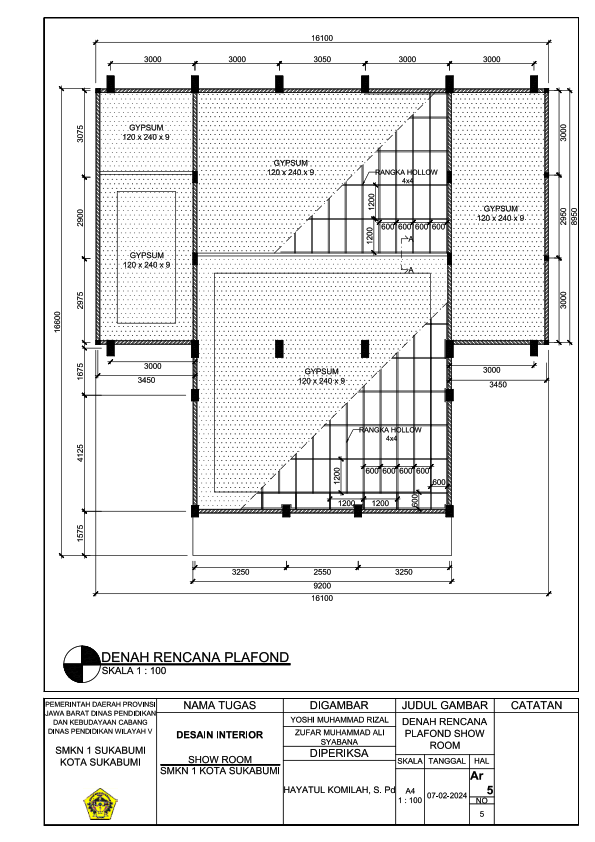 16100
3000
3000
3050
3000
3000
3075
2900
2975
16600
1675
4125
1575
3000
2950
3000
8950
GYPSUM
120 x 240 x 9
GYPSUM
120 x 240 x 9
RANGKA HOLLOW
4x4
1200
1200
600
600
600
600
A
A
GYPSUM
120 x 240 x 9
GYPSUM
120 x 240 x 9
3000
3450
3000
3450
GYPSUM
120 x 240 x 9
RANGKA HOLLOW
4x4
1200
600
600
600
600
600
1200
1200
600
3250
2550
3250
9200
16100
DENAH RENCANA PLAFOND
SKALA 1 : 100
PEMERINTAH DAERAH PROVINSI
JAWA BARAT DINAS PENDIDIKAN
DAN KEBUDAYAAN CABANG
DINAS PENDIDIKAN WILAYAH V
SMKN 1 SUKABUMI
KOTA SUKABUMI
NAMA TUGAS
DESAIN INTERIOR
SHOW ROOM
SMKN 1 KOTA SUKABUMI
DIGAMBAR
YOSHI MUHAMMAD RIZAL
ZUFAR MUHAMMAD ALI
SYABANA
DIPERIKSA
HAYATUL KOMILAH, S. Pd
JUDUL GAMBAR
DENAH RENCANA
PLAFOND SHOW
ROOM
SKALA
TANGGAL
HAL
A4
1 : 100
07-02-2024
Ar
5
NO
5
CATATAN